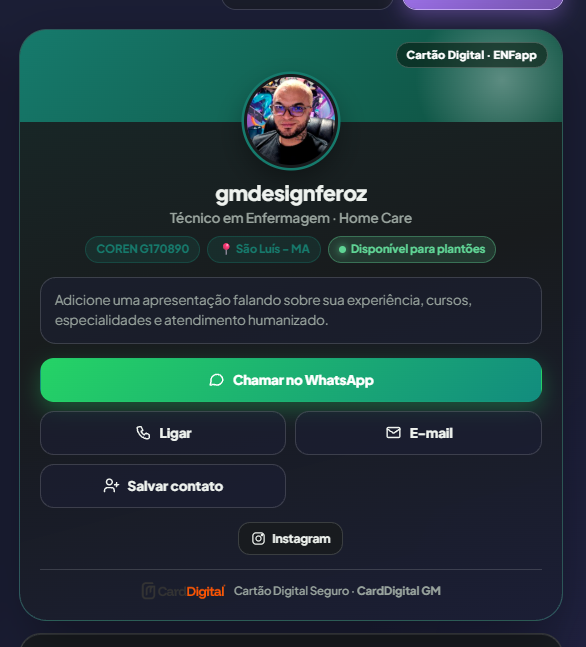 Cartão Digital · ENFapp
gmdesignferoz
Técnico em Enfermagem · Home Care
COREN G170890
São Luís – MA
Disponível para plantões
Adicione uma apresentação falando sobre sua experiência, cursos,
especialidades e atendimento humanizado.
Chamar no WhatsApp
Ligar
E-mail
Salvar contato
Instagram
CardDigital Cartão Digital Seguro · CardDigital GM